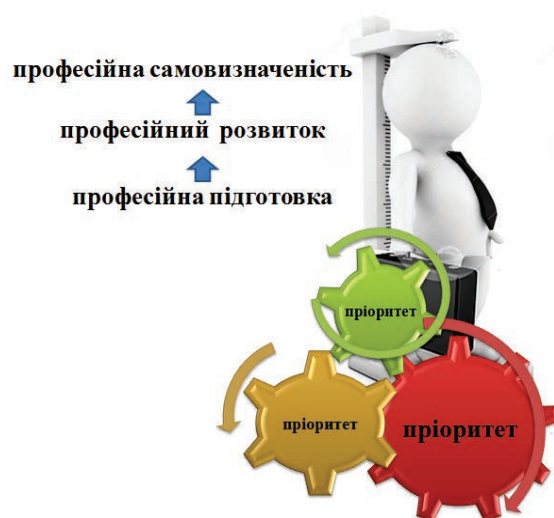 професійна самовизначеність
професійний розвиток
професійна підготовка
пріоритет
пріоритет
пріоритет